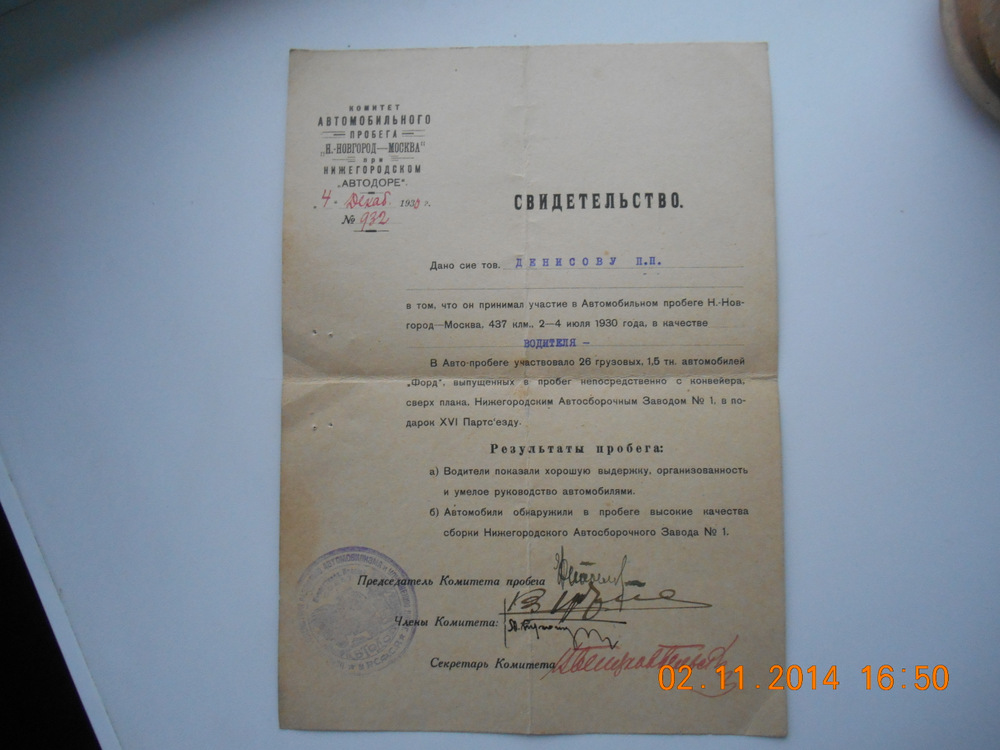 КОМИТЕТ
АВТОМОБИЛЬНОГО
ПРОБЕГА
„Н.-НОВГОРОД—МОСКВА“
при
НИЖЕГОРОДСКОМ
„АВТОДОРЕ“.
„4 “ Декаб. 1930 г.
№ 932
СВИДЕТЕЛЬСТВО.
Дано сие тов. ДЕНИСОВУ П.П.
в том, что он принимал участие в Автомобильном пробеге Н.-Нов-
город—Москва, 437 клм., 2—4 июля 1930 года, в качестве
ВОДИТЕЛЯ -
В Авто-пробеге участвовало 26 грузовых, 1,5 тн. автомобилей
„Форд“, выпущенных в пробег непосредственно с конвейера,
сверх плана, Нижегородским Автосборочным Заводом № 1, в по-
дарок XVI Партс'езду.
Результаты пробега:
а) Водители показали хорошую выдержку, организованность
и умелое руководство автомобилями.
б) Автомобили обнаружили в пробеге высокие качества
сборки Нижегородского Автосборочного Завода № 1.
Председатель Комитета пробега
Члены Комитета:
Секретарь Комитета
02.11.2014 16:50